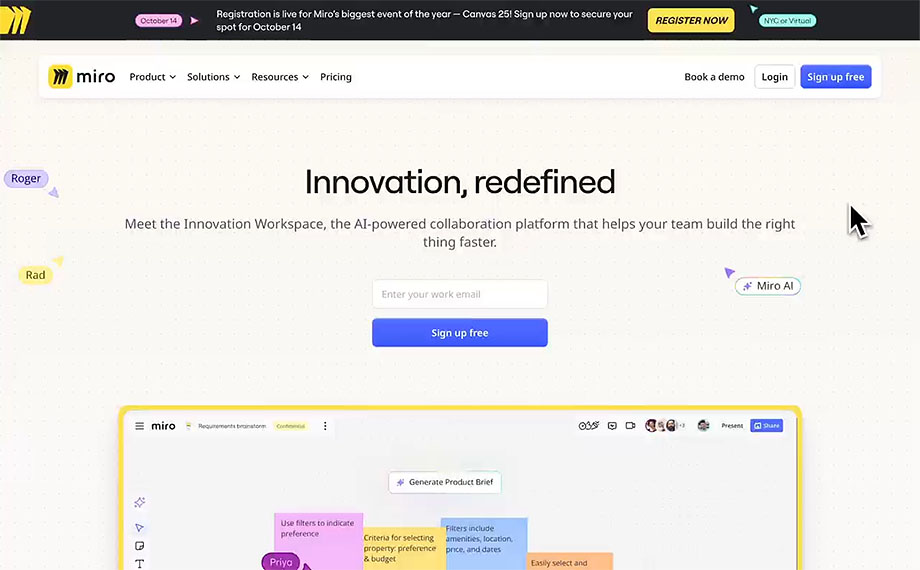 October 14
Registration is live for Miro's biggest event of the year — Canvas 25! Sign up now to secure your
spot for October 14
REGISTER NOW
NYC or Virtual
miro
Product
Solutions
Resources
Pricing
Book a demo
Login
Sign up free
Roger
Innovation, redefined
Meet the Innovation Workspace, the AI-powered collaboration platform that helps your team build the right
thing faster.
Rad
Miro AI
Enter your work email
Sign up free
miro
Requirements brainstorm
Confidential
+3
Present
Share
Generate Product Brief
Use filters to indicate
preference
Criteria for selecting
property: preference
& budget
Filters include
amenities, location,
price, and dates
Easily select and
Priya